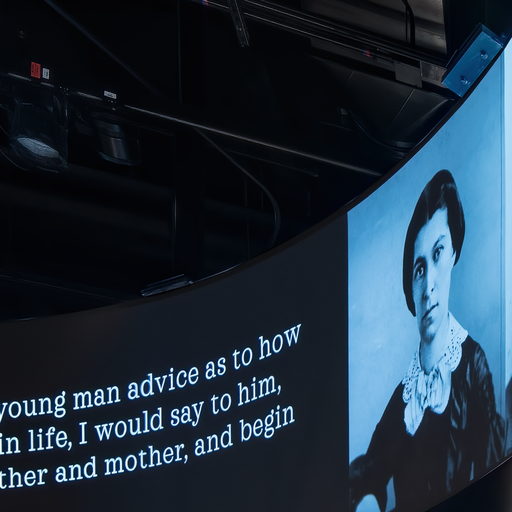 young man advice as to how
in life, I would say to him,
ther and mother, and begin